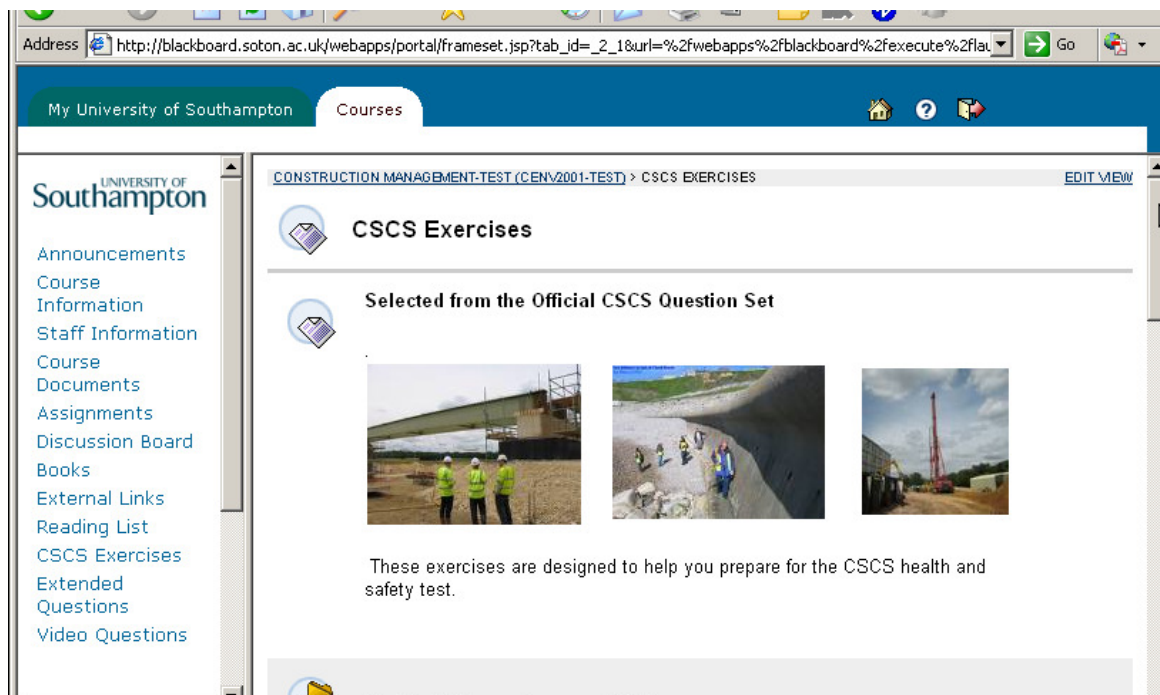 Address http://blackboard.soton.ac.uk/webapps/portal/frameset.jsp?tab_id=_2_1&url=%2fwebapps%2fblackboard%2fexecute%2flau Go
My University of Southampton Courses
UNIVERSITY OF
Southampton
Announcements
Course
Information
Staff Information
Course
Documents
Assignments
Discussion Board
Books
External Links
Reading List
CSCS Exercises
Extended
Questions
Video Questions
CONSTRUCTION MANAGEMENT-TEST (CENV2001-TEST) > CSCS EXERCISES
EDIT VIEW
CSCS Exercises
Selected from the Official CSCS Question Set
.
These exercises are designed to help you prepare for the CSCS health and
safety test.